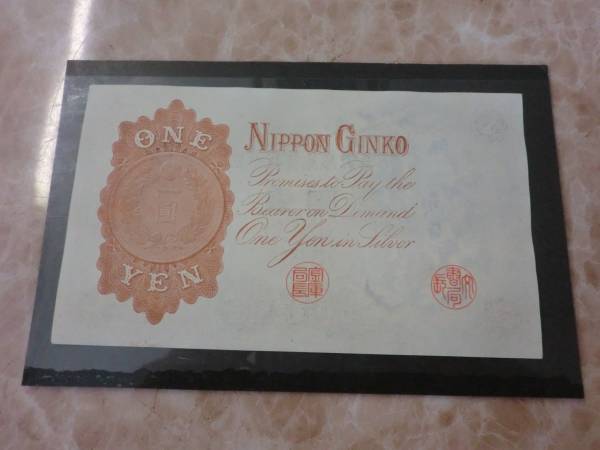 ONE
YEN
NIPPON GINKO
Promises to Pay the
Bearer on Demand
One Yen in Silver